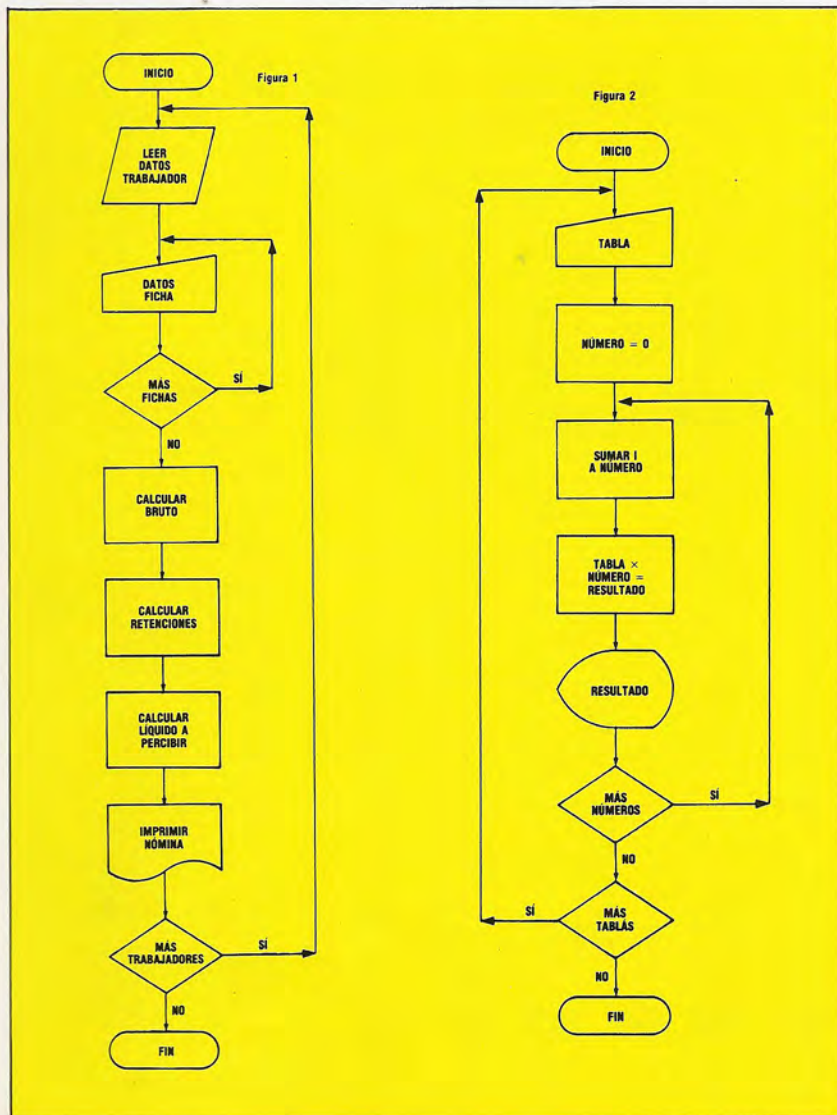 Figura 1
INICIO
LEER
DATOS
TRABAJADOR
DATOS
FICHA
MÁS
FICHAS
SÍ
NO
CALCULAR
BRUTO
CALCULAR
RETENCIONES
CALCULAR
LÍQUIDO A
PERCIBIR
IMPRIMIR
NÓMINA
MÁS
TRABAJADORES
SÍ
NO
FIN
Figura 2
INICIO
TABLA
NÚMERO = 0
SUMAR I
A NÚMERO
TABLA ×
NÚMERO =
RESULTADO
RESULTADO
MÁS
NÚMEROS
SÍ
NO
MÁS
TABLÁS
SÍ
NO
FIN